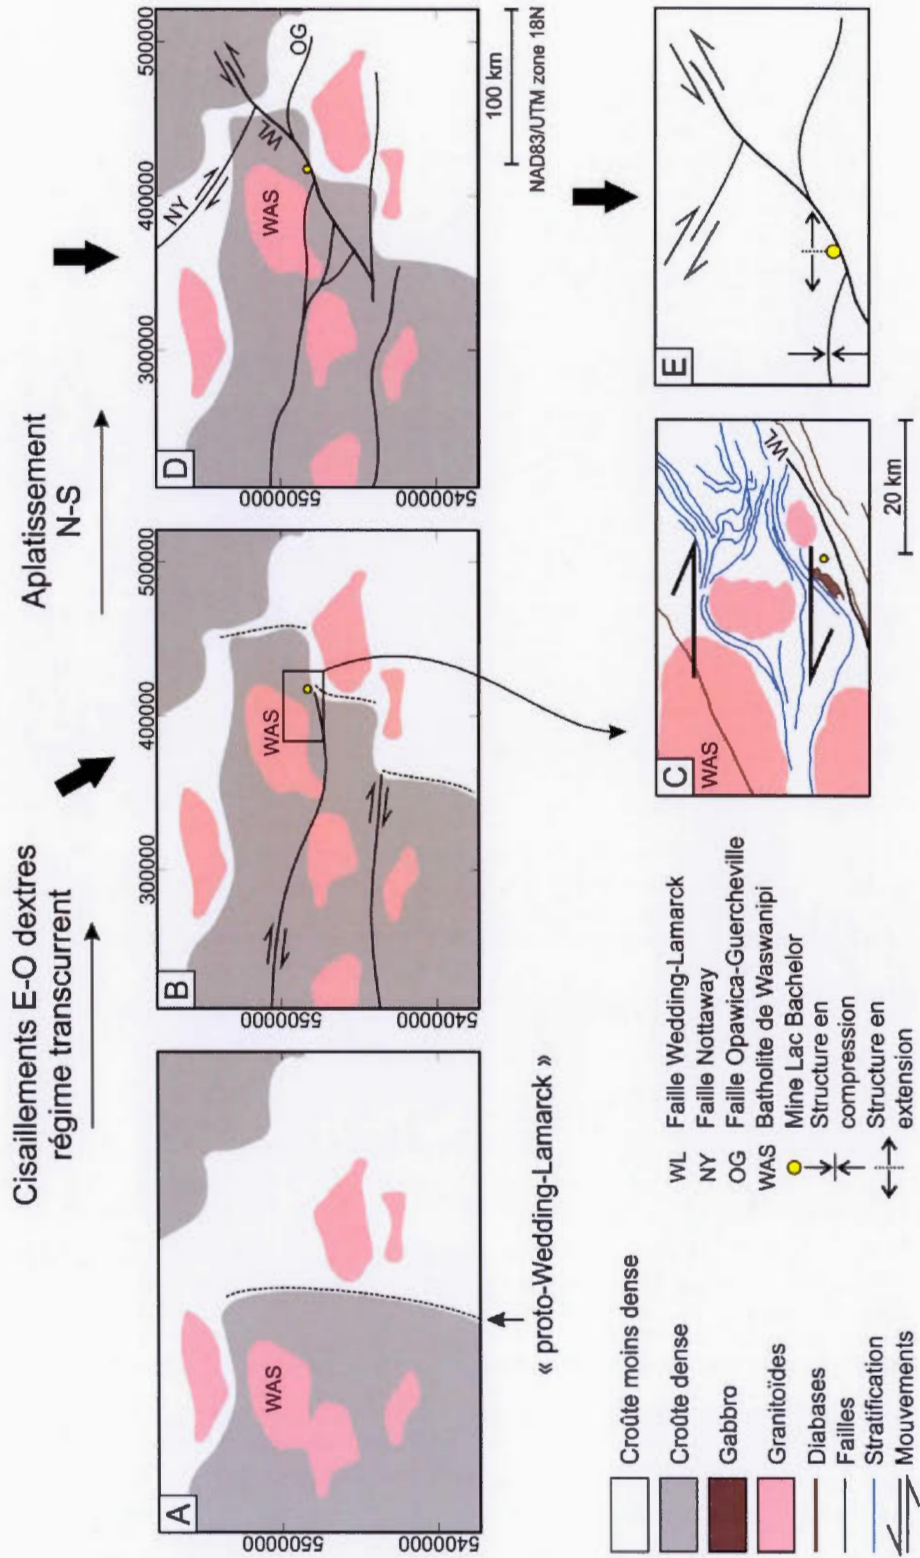 Cisaillements E-O dextres
régime transcurrent
Aplatissement
N-S
A
5500000
5400000
WAS
« proto-Wedding-Lamarck »
B
300000
400000
500000
5500000
5400000
WAS
D
300000
400000
500000
5500000
5400000
NY
WAS
WL
OG
100 km
NAD83/UTM zone 18N
C
WAS
WL
20 km
E
Croûte moins dense
Croûte dense
Gabbro
Granitoïdes
Diabases
Failles
Stratification
Mouvements
WL Faille Wedding-Lamarck
NY Faille Nottaway
OG Faille Opawica-Guercheville
WAS Batholite de Waswanipi
Mine Lac Bachelor
Structure en
compression
Structure en
extension